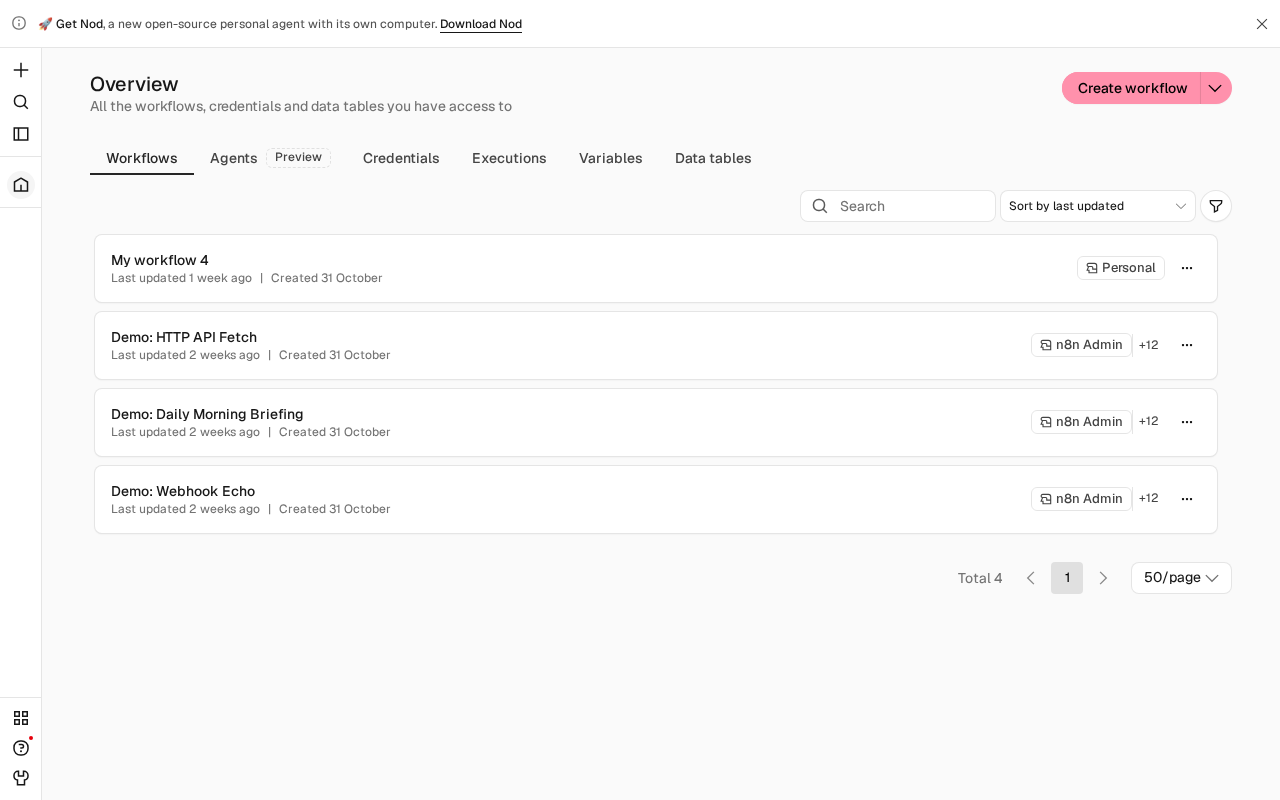 🚀 Get Nod, a new open-source personal agent with its own computer. Download Nod
Overview
All the workflows, credentials and data tables you have access to
Create workflow
Workflows
Agents
Preview
Credentials
Executions
Variables
Data tables
Search
Sort by last updated
My workflow 4
Last updated 1 week ago | Created 31 October
Personal
Demo: HTTP API Fetch
Last updated 2 weeks ago | Created 31 October
n8n Admin
+12
Demo: Daily Morning Briefing
Last updated 2 weeks ago | Created 31 October
n8n Admin
+12
Demo: Webhook Echo
Last updated 2 weeks ago | Created 31 October
n8n Admin
+12
Total 4
1
50/page